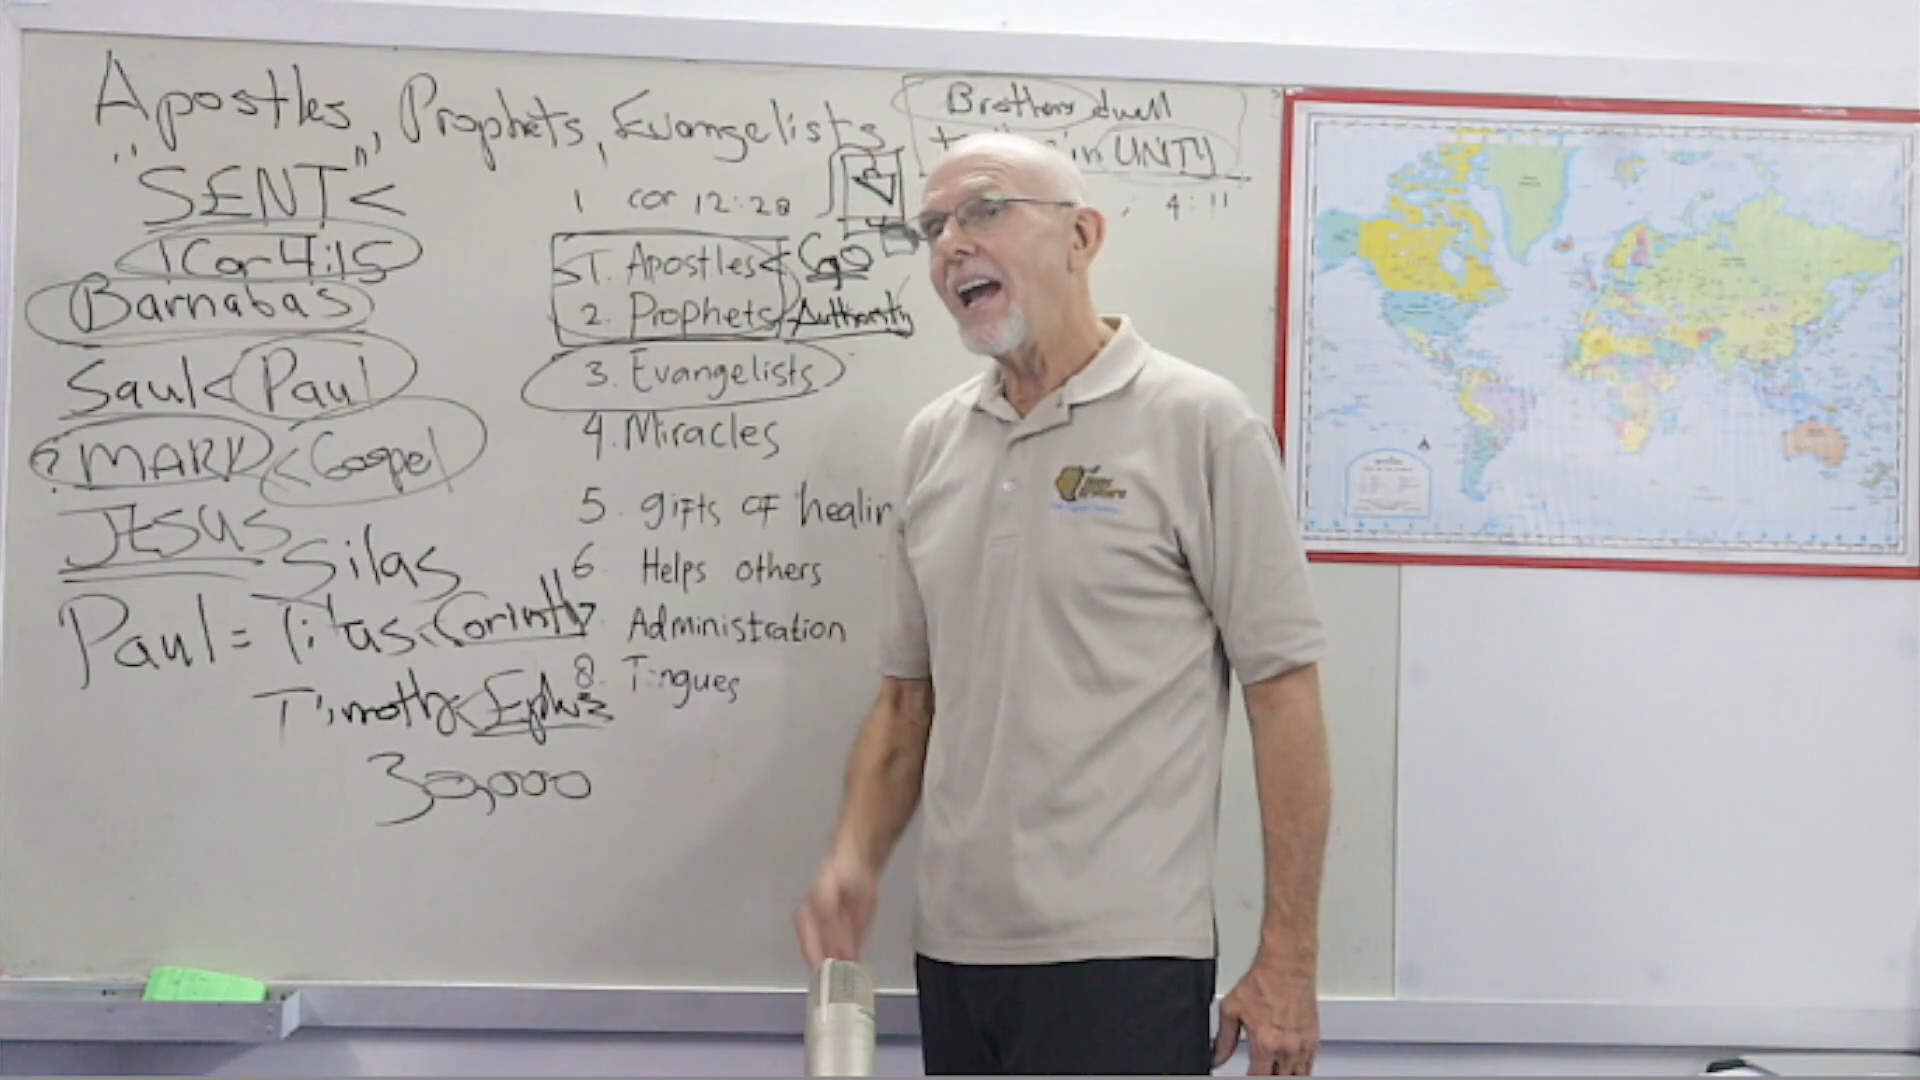 Apostles, Prophets, Evangelists
Brothers dwell
in UNITY
4:11
"SENT" <
1 cor 12:28
1 Cor 4:15
1. Apostles < Go
Barnabas
2. Prophets Authority
Saul < Paul
3. Evangelists
? MARK < Gospel
4. Miracles
JESUS
5. gifts of healin
Silas
6. Helps others
Paul = Titus. Corinth
Administration
8. Tongues
Timothy <
30,000